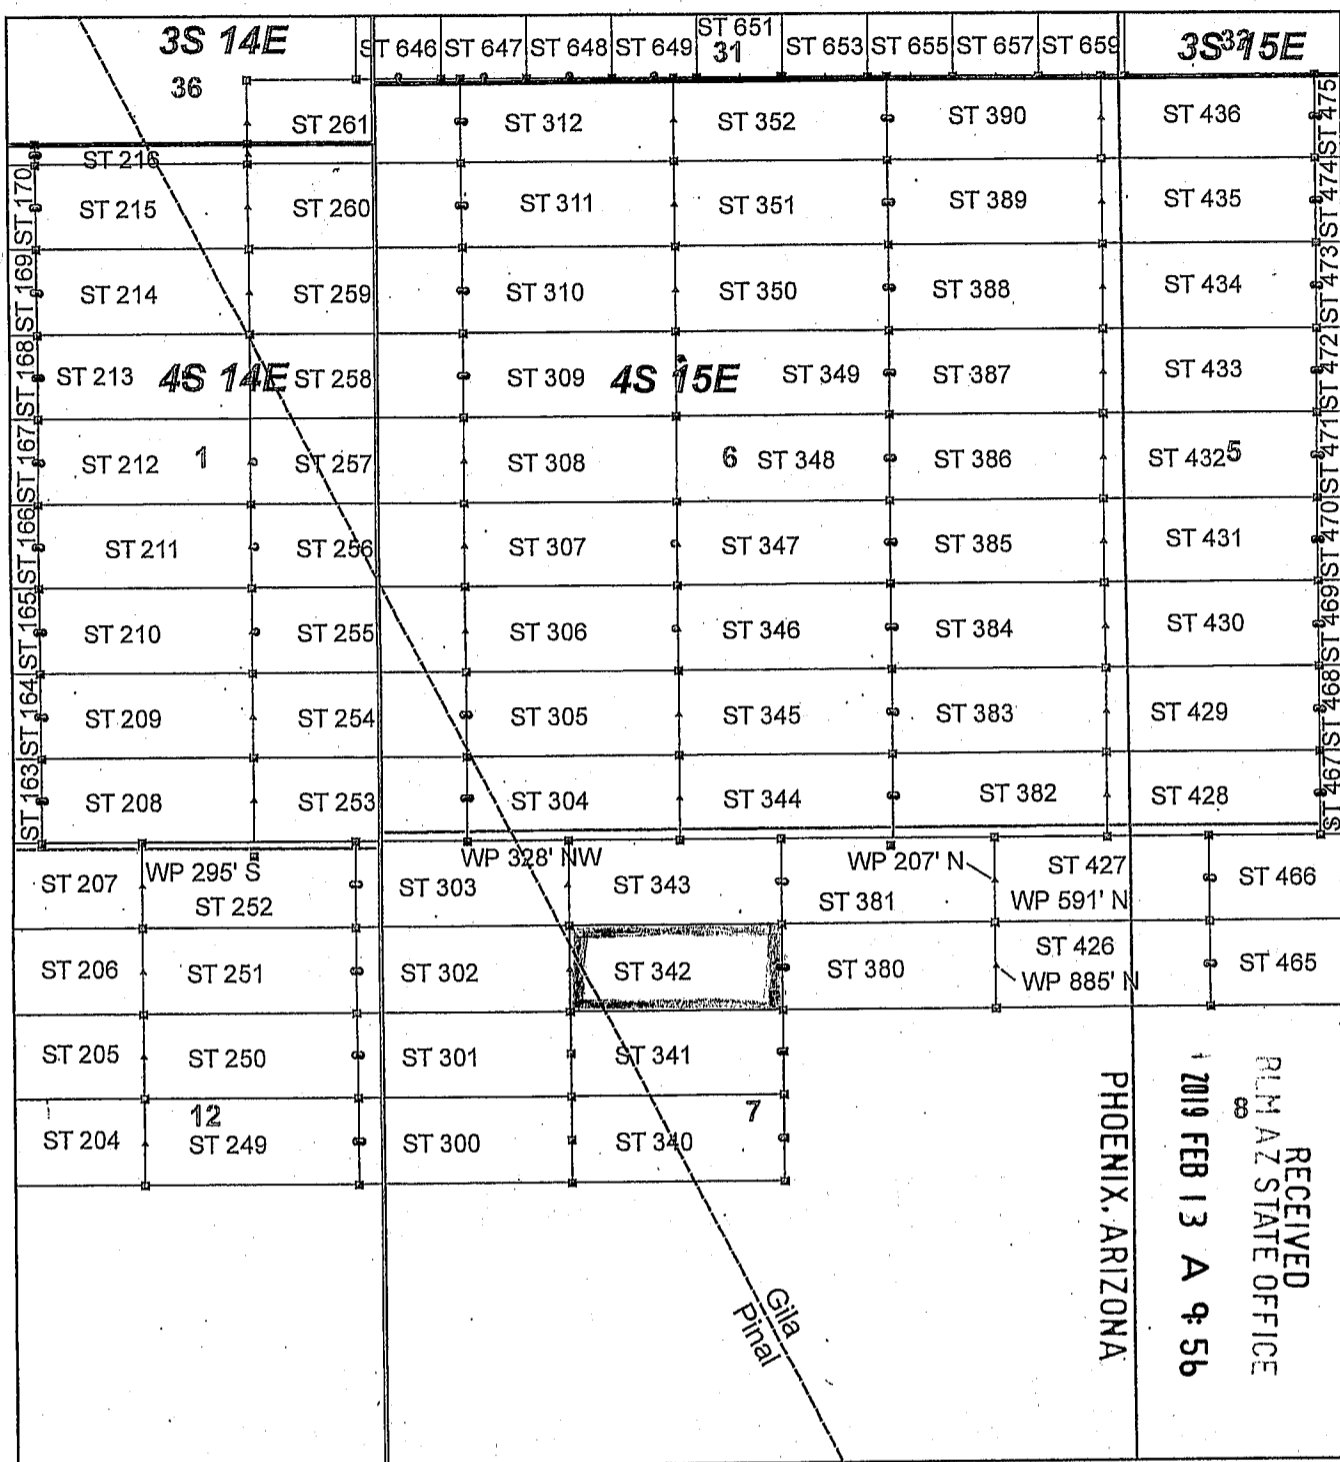 3S 14E
ST 646 ST 647 ST 648 ST 649 ST 651 ST 653 ST 655 ST 657 ST 659
31
3S 15E
32
36
ST 261 ST 312 ST 352 ST 390 ST 436 ST 475
ST 216
ST 170 ST 215 ST 260 ST 311 ST 351 ST 389 ST 435 ST 474
ST 169 ST 214 ST 259 ST 310 ST 350 ST 388 ST 434 ST 473
ST 168 ST 213 4S 14E ST 258 ST 309 4S 15E ST 349 ST 387 ST 433 ST 472
ST 167 ST 212 1 ST 257 ST 308 6 ST 348 ST 386 ST 432 5 ST 471
ST 166 ST 211 ST 256 ST 307 ST 347 ST 385 ST 431 ST 470
ST 165 ST 210 ST 255 ST 306 ST 346 ST 384 ST 430 ST 469
ST 164 ST 209 ST 254 ST 305 ST 345 ST 383 ST 429 ST 468
ST 163 ST 208 ST 253 ST 304 ST 344 ST 382 ST 428 ST 467
WP 295' S WP 328' NW WP 207' N
ST 207 ST 252 ST 303 ST 343 ST 381 ST 427 ST 466
WP 591' N
ST 206 ST 251 ST 302 ST 342 ST 380 ST 426 ST 465
WP 885' N
ST 205 ST 250 ST 301 ST 341
12 7
ST 204 ST 249 ST 300 ST 340
Gila
Pinal
RECEIVED
BLM AZ STATE OFFICE
8
2019 FEB 13 A 9:56
PHOENIX, ARIZONA